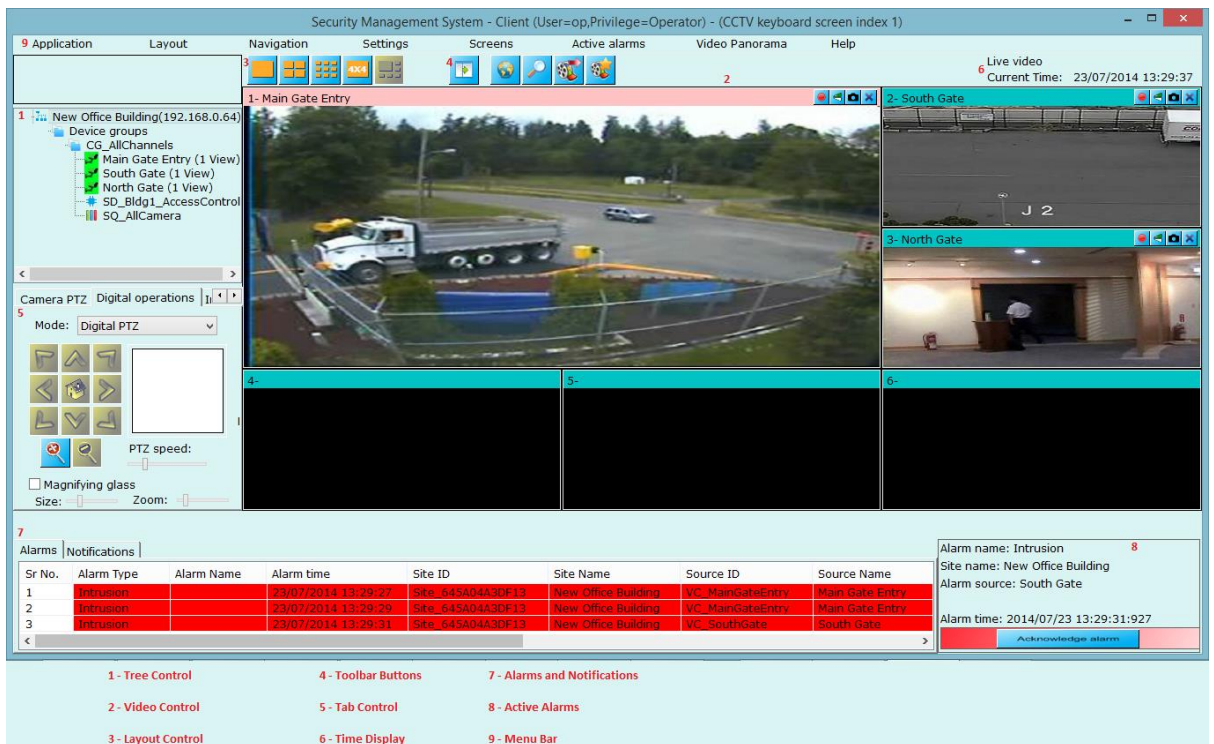 Security Management System - Client (User=op,Privilege=Operator) - (CCTV keyboard screen index 1)
9 Application Layout Navigation Settings Screens Active alarms Video Panorama Help
3 4X4 4 2
6 Live video
Current Time: 23/07/2014 13:29:37
1 New Office Building(192.168.0.64)
Device groups
CG_AllChannels
Main Gate Entry (1 View)
South Gate (1 View)
North Gate (1 View)
SD_Bldg1_AccessControl
SQ_AllCamera
1- Main Gate Entry
2- South Gate
J 2
3- North Gate
4-
5-
6-
Camera PTZ Digital operations
5
Mode: Digital PTZ
PTZ speed:
Magnifying glass
Size: Zoom:
7
Alarms Notifications
Sr No. Alarm Type Alarm Name Alarm time Site ID Site Name Source ID Source Name
1 Intrusion 23/07/2014 13:29:27 Site_645A04A3DF13 New Office Building VC_MainGateEntry Main Gate Entry
2 Intrusion 23/07/2014 13:29:29 Site_645A04A3DF13 New Office Building VC_MainGateEntry Main Gate Entry
3 Intrusion 23/07/2014 13:29:31 Site_645A04A3DF13 New Office Building VC_SouthGate South Gate
Alarm name: Intrusion 8
Site name: New Office Building
Alarm source: South Gate
Alarm time: 2014/07/23 13:29:31:927
Acknowledge alarm
1 - Tree Control 4 - Toolbar Buttons 7 - Alarms and Notifications
2 - Video Control 5 - Tab Control 8 - Active Alarms
3 - Layout Control 6 - Time Display 9 - Menu Bar